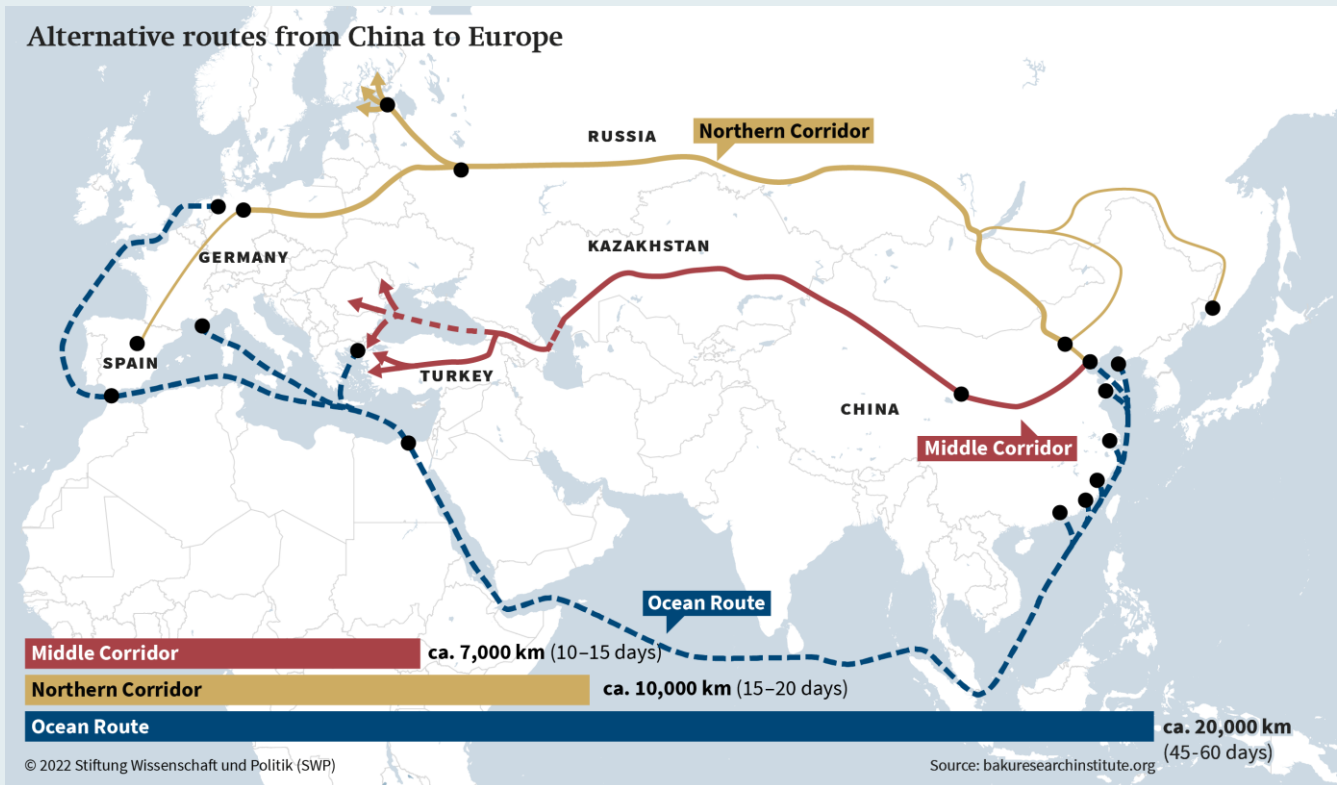 Alternative routes from China to Europe
RUSSIA
Northern Corridor
KAZAKHSTAN
GERMANY
SPAIN
TURKEY
CHINA
Middle Corridor
Ocean Route
Middle Corridor
ca. 7,000 km (10–15 days)
Northern Corridor
ca. 10,000 km (15–20 days)
Ocean Route
ca. 20,000 km
(45-60 days)
© 2022 Stiftung Wissenschaft und Politik (SWP)
Source: bakuresearchinstitute.org